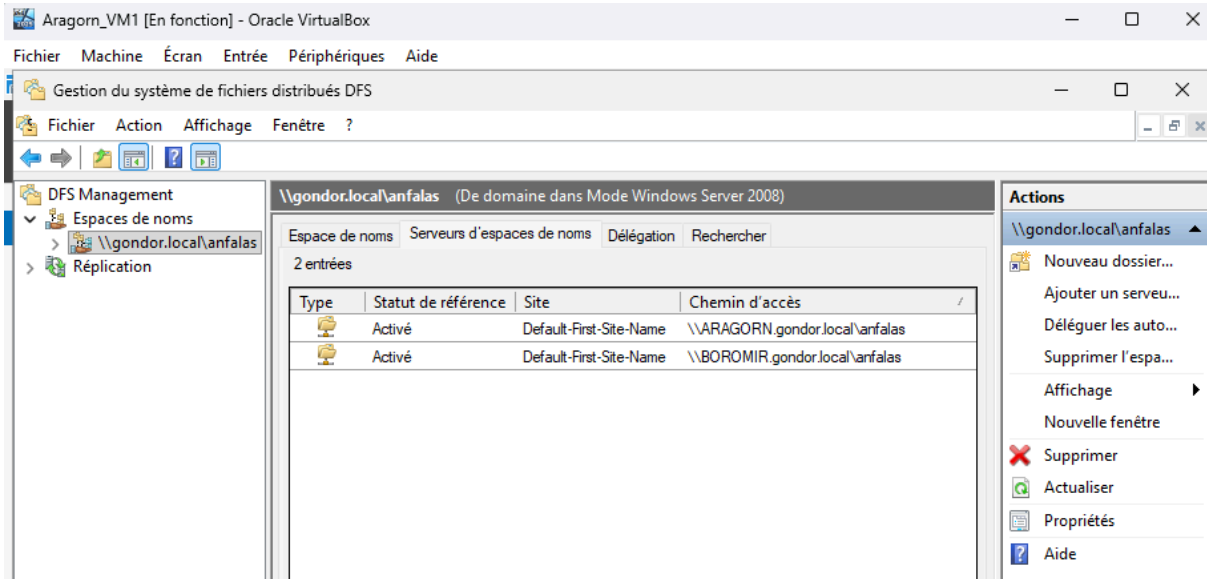 Aragorn_VM1 [En fonction] - Oracle VirtualBox
Fichier Machine Écran Entrée Périphériques Aide
Gestion du système de fichiers distribués DFS
Fichier Action Affichage Fenêtre ?
DFS Management
Espaces de noms
\\gondor.local\anfalas
Réplication
\\gondor.local\anfalas (De domaine dans Mode Windows Server 2008)
Espace de noms Serveurs d'espaces de noms Délégation Rechercher
2 entrées
Type Statut de référence Site Chemin d'accès
Activé Default-First-Site-Name \\ARAGORN.gondor.local\anfalas
Activé Default-First-Site-Name \\BOROMIR.gondor.local\anfalas
Actions
\\gondor.local\anfalas
Nouveau dossier...
Ajouter un serveu...
Déléguer les auto...
Supprimer l'espa...
Affichage
Nouvelle fenêtre
Supprimer
Actualiser
Propriétés
Aide